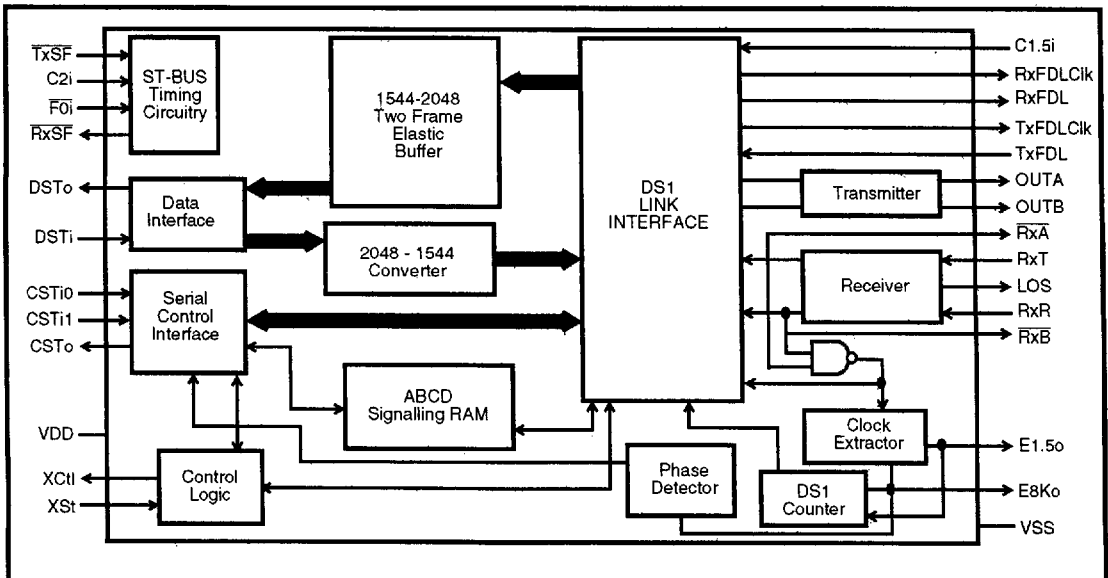 TxSF
C2i
F0i
RxSF
DSTo
DSTi
CSTi0
CSTi1
CSTo
VDD
XCtl
XSt
ST-BUS
Timing
Circuitry
Data
Interface
Serial
Control
Interface
Control
Logic
1544-2048
Two Frame
Elastic
Buffer
2048 - 1544
Converter
ABCD
Signalling RAM
DS1
LINK
INTERFACE
Phase
Detector
Transmitter
Receiver
Clock
Extractor
DS1
Counter
C1.5i
RxFDLClk
RxFDL
TxFDLClk
TxFDL
OUTA
OUTB
RxA
RxT
LOS
RxR
RxB
E1.5o
E8Ko
VSS